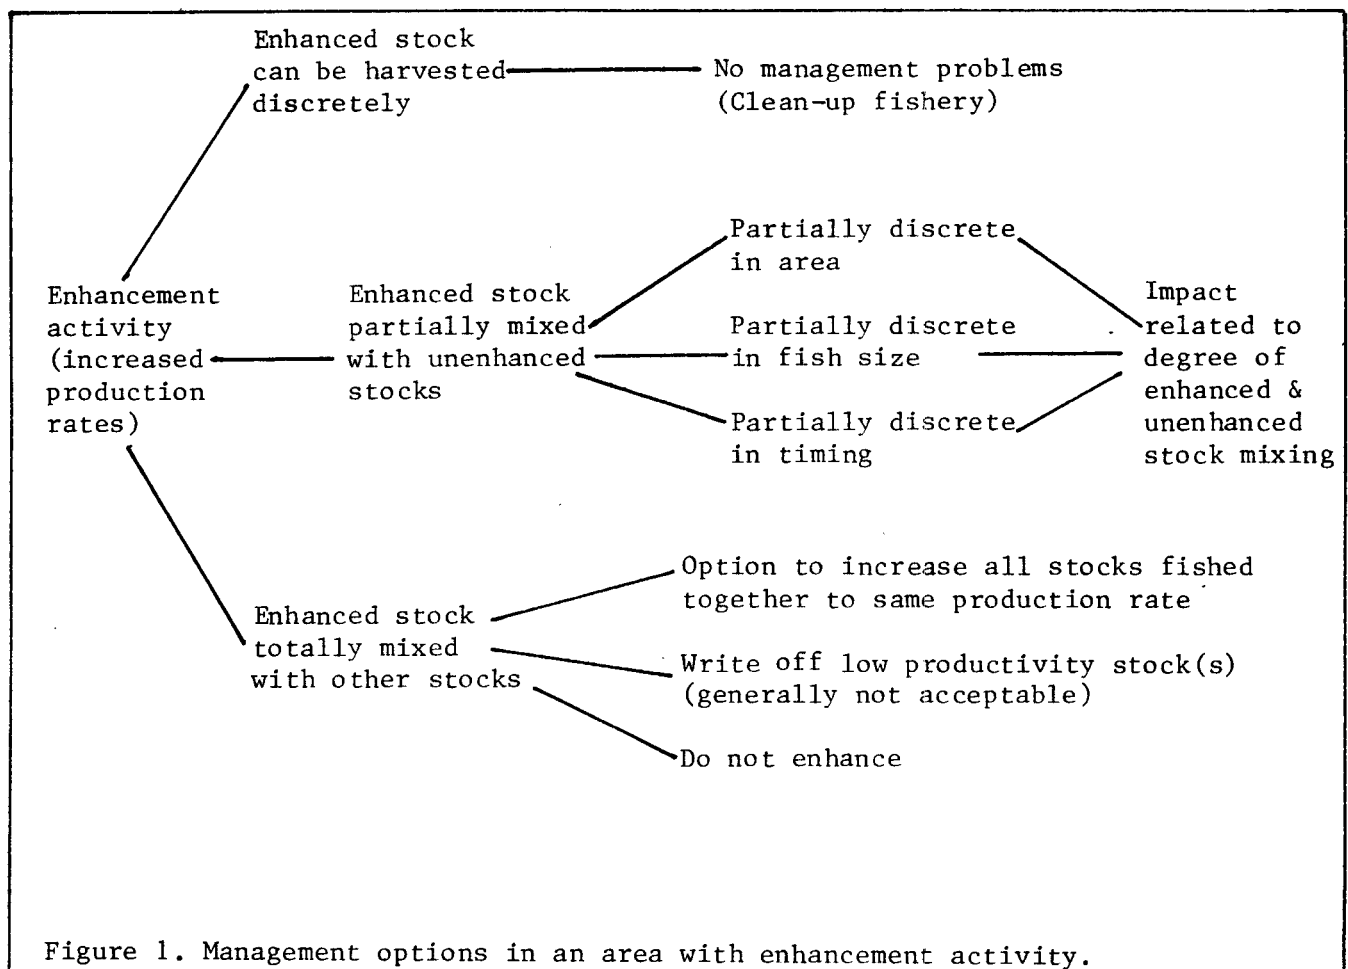 Enhanced stock
can be harvested
discretely
No management problems
(Clean-up fishery)
Enhancement
activity
(increased
production
rates)
Enhanced stock
partially mixed
with unenhanced
stocks
Partially discrete
in area
Partially discrete
in fish size
Partially discrete
in timing
Impact
related to
degree of
enhanced &
unenhanced
stock mixing
Enhanced stock
totally mixed
with other stocks
Option to increase all stocks fished
together to same production rate
Write off low productivity stock(s)
(generally not acceptable)
Do not enhance
Figure 1. Management options in an area with enhancement activity.